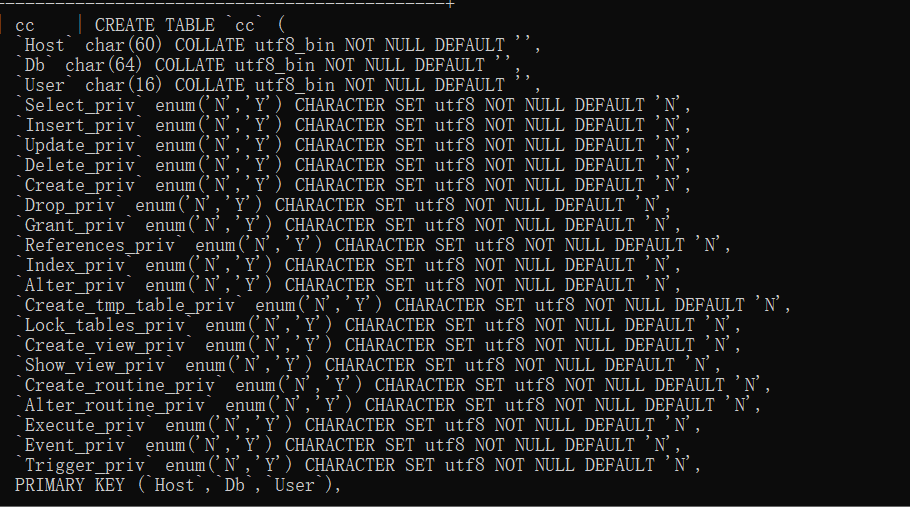 cc | CREATE TABLE `cc` (
`Host` char(60) COLLATE utf8_bin NOT NULL DEFAULT '',
`Db` char(64) COLLATE utf8_bin NOT NULL DEFAULT '',
`User` char(16) COLLATE utf8_bin NOT NULL DEFAULT '',
`Select_priv` enum('N','Y') CHARACTER SET utf8 NOT NULL DEFAULT 'N',
`Insert_priv` enum('N','Y') CHARACTER SET utf8 NOT NULL DEFAULT 'N',
`Update_priv` enum('N','Y') CHARACTER SET utf8 NOT NULL DEFAULT 'N',
`Delete_priv` enum('N','Y') CHARACTER SET utf8 NOT NULL DEFAULT 'N',
`Create_priv` enum('N','Y') CHARACTER SET utf8 NOT NULL DEFAULT 'N',
`Drop_priv` enum('N','Y') CHARACTER SET utf8 NOT NULL DEFAULT 'N',
`Grant_priv` enum('N','Y') CHARACTER SET utf8 NOT NULL DEFAULT 'N',
`References_priv` enum('N','Y') CHARACTER SET utf8 NOT NULL DEFAULT 'N',
`Index_priv` enum('N','Y') CHARACTER SET utf8 NOT NULL DEFAULT 'N',
`Alter_priv` enum('N','Y') CHARACTER SET utf8 NOT NULL DEFAULT 'N',
`Create_tmp_table_priv` enum('N','Y') CHARACTER SET utf8 NOT NULL DEFAULT 'N',
`Lock_tables_priv` enum('N','Y') CHARACTER SET utf8 NOT NULL DEFAULT 'N',
`Create_view_priv` enum('N','Y') CHARACTER SET utf8 NOT NULL DEFAULT 'N',
`Show_view_priv` enum('N','Y') CHARACTER SET utf8 NOT NULL DEFAULT 'N',
`Create_routine_priv` enum('N','Y') CHARACTER SET utf8 NOT NULL DEFAULT 'N',
`Alter_routine_priv` enum('N','Y') CHARACTER SET utf8 NOT NULL DEFAULT 'N',
`Execute_priv` enum('N','Y') CHARACTER SET utf8 NOT NULL DEFAULT 'N',
`Event_priv` enum('N','Y') CHARACTER SET utf8 NOT NULL DEFAULT 'N',
`Trigger_priv` enum('N','Y') CHARACTER SET utf8 NOT NULL DEFAULT 'N',
PRIMARY KEY (`Host`,`Db`,`User`),